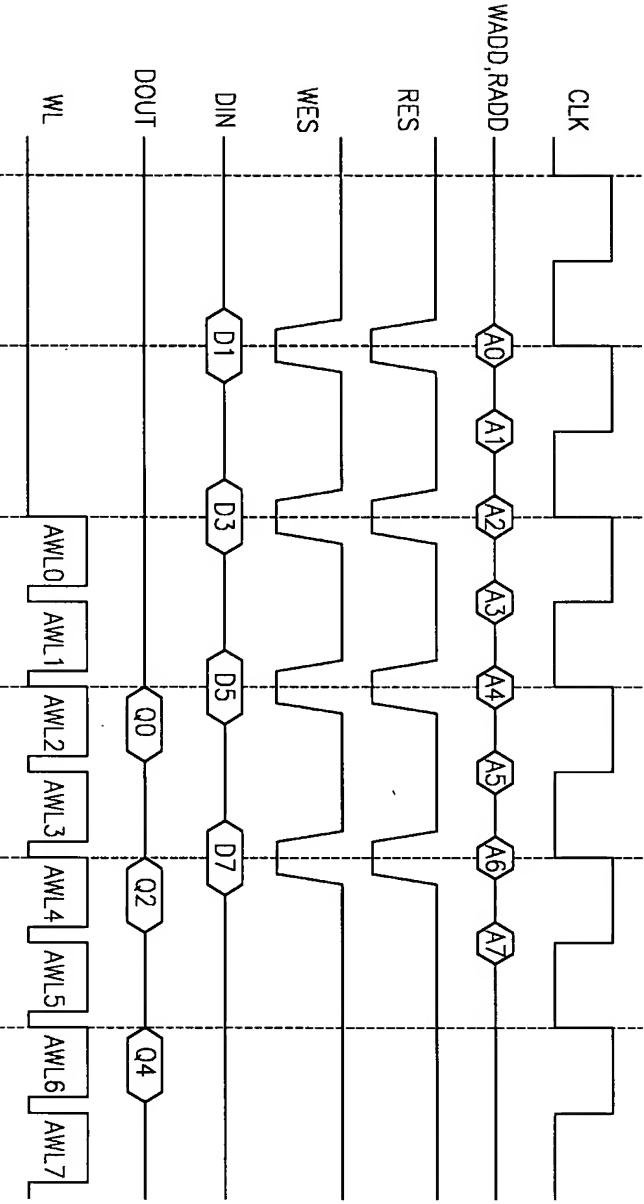 CLK
WADD,RADD A0 A1 A2 A3 A4 A5 A6 A7
RES
WES
DIN D1 D3 D5 D7
DOUT Q0 Q2 Q4
WL AWL0 AWL1 AWL2 AWL3 AWL4 AWL5 AWL6 AWL7